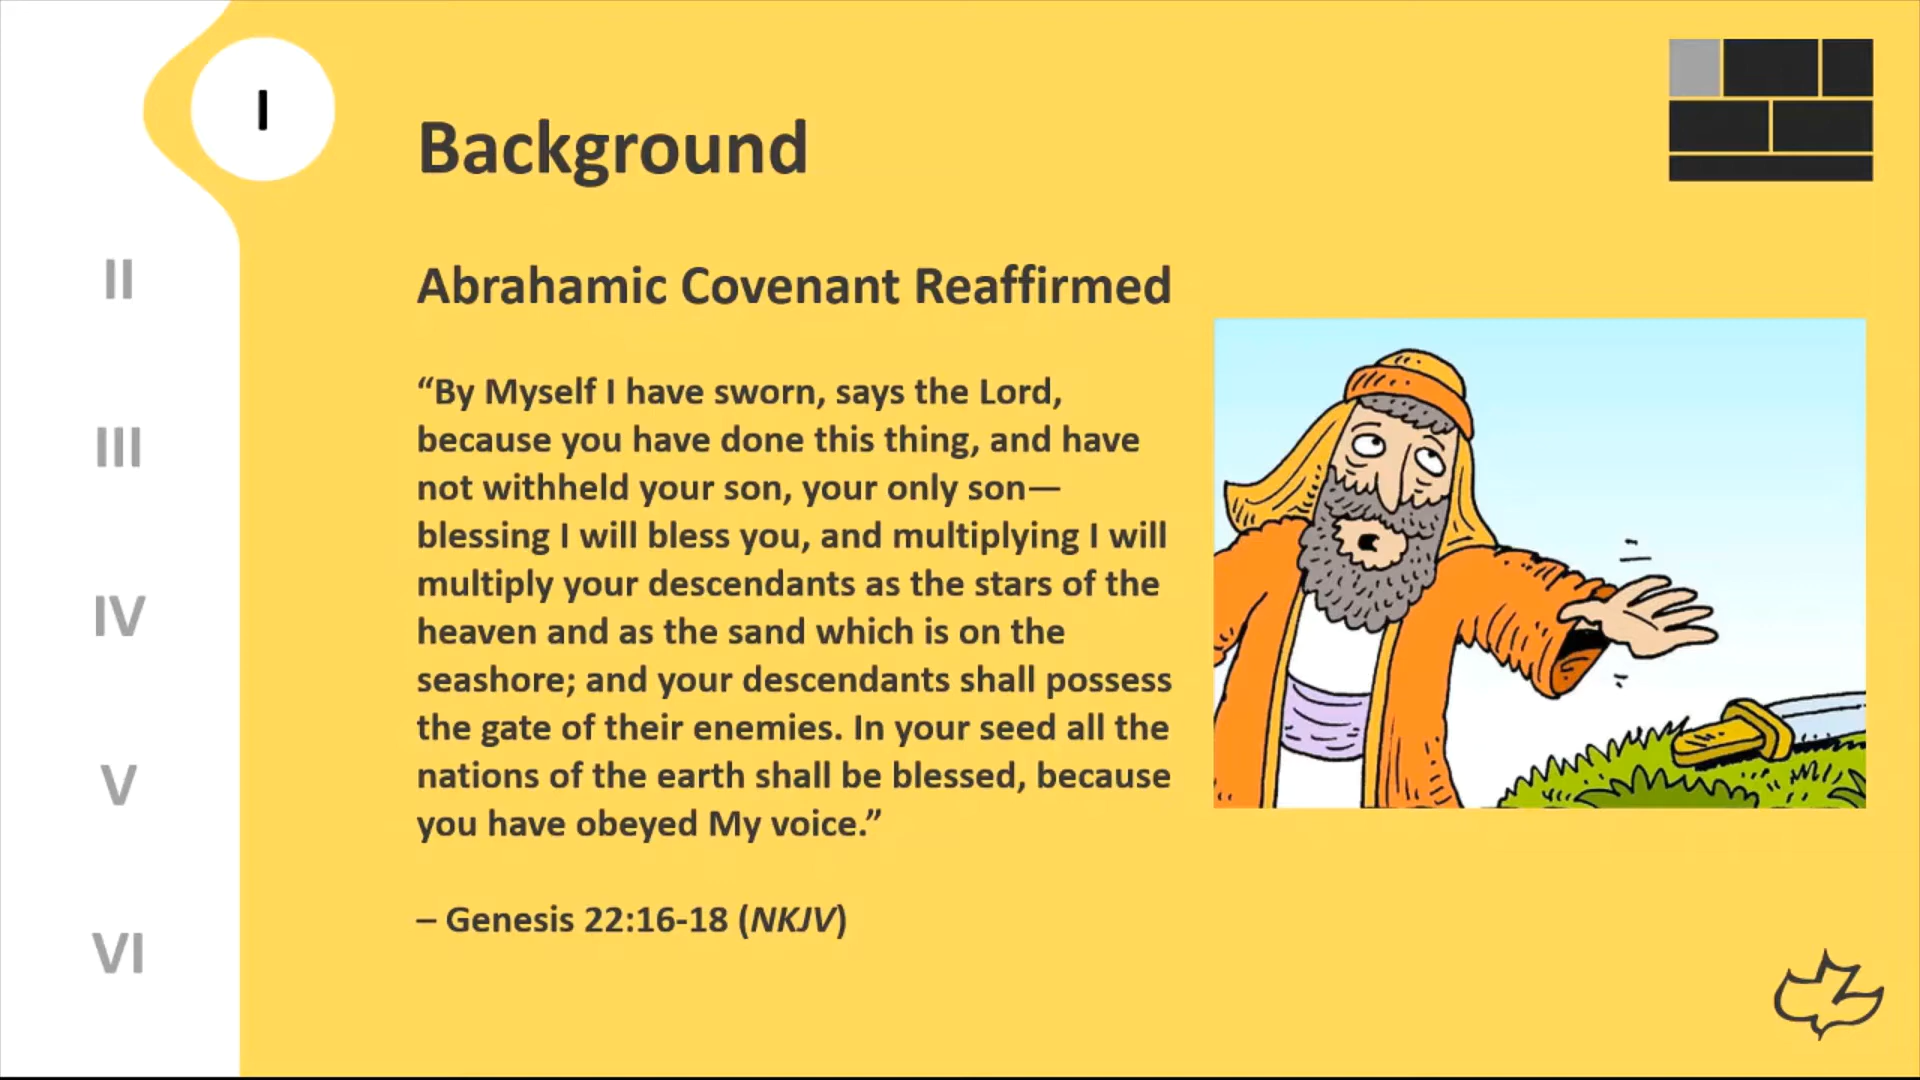 I
Background
II
Abrahamic Covenant Reaffirmed
“By Myself I have sworn, says the Lord,
because you have done this thing, and have
III
not withheld your son, your only son—
blessing I will bless you, and multiplying I will
multiply your descendants as the stars of the
IV
heaven and as the sand which is on the
seashore; and your descendants shall possess
the gate of their enemies. In your seed all the
V
nations of the earth shall be blessed, because
you have obeyed My voice.”
– Genesis 22:16-18 (NKJV)
VI